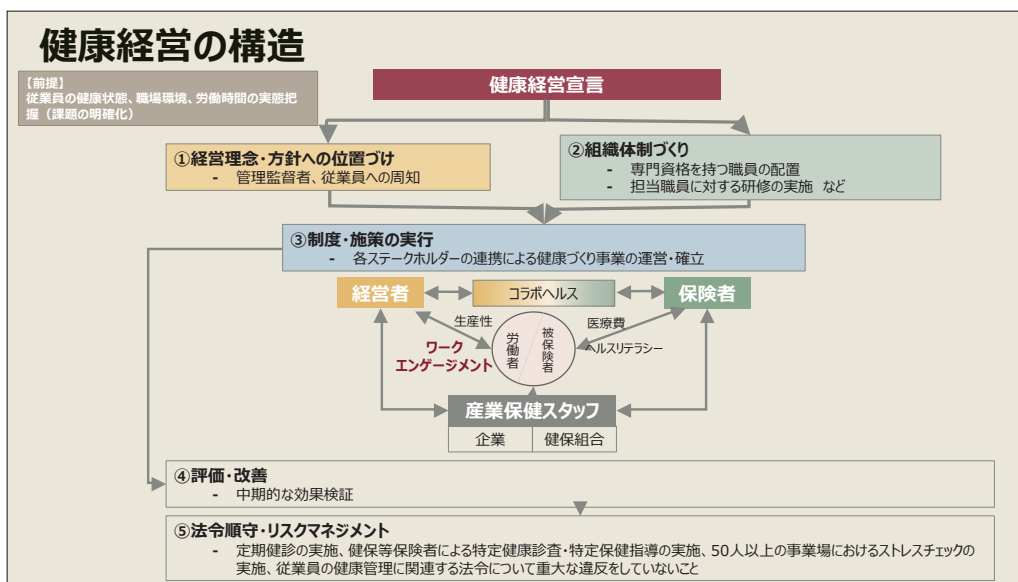 健康経営の構造
【前提】
従業員の健康状態、職場環境、労働時間の実態把
握（課題の明確化）
健康経営宣言
①経営理念・方針への位置づけ
- 管理監督者、従業員への周知
②組織体制づくり
- 専門資格を持つ職員の配置
- 担当職員に対する研修の実施 など
③制度・施策の実行
- 各ステークホルダーの連携による健康づくり事業の運営・確立
経営者
コラボヘルス
保険者
生産性
医療費
労働者
被保険者
ワーク
エンゲージメント
ヘルスリテラシー
産業保健スタッフ
企業
健保組合
④評価・改善
- 中期的な効果検証
⑤法令順守・リスクマネジメント
- 定期健診の実施、健保等保険者による特定健康診査・特定保健指導の実施、50人以上の事業場におけるストレスチェックの
実施、従業員の健康管理に関連する法令について重大な違反をしていないこと